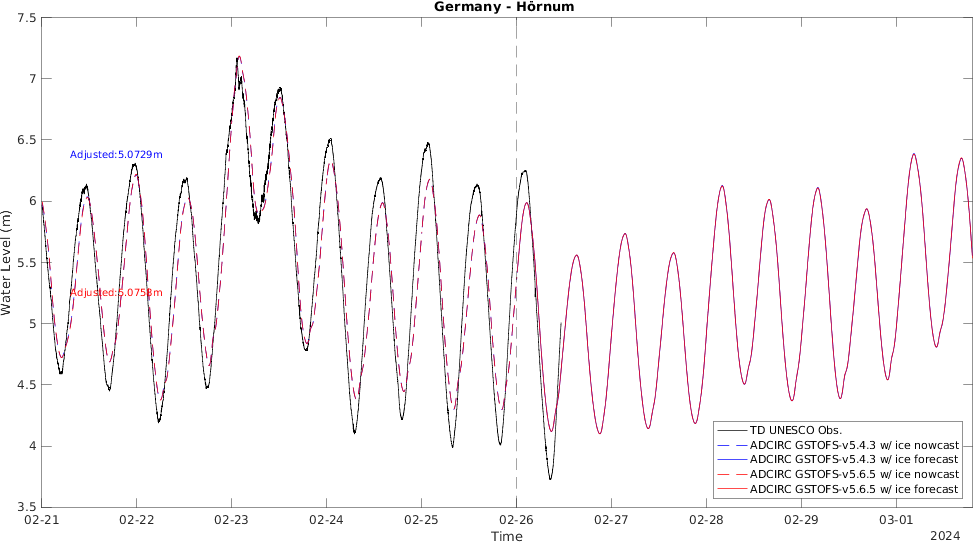 Germany - Hörnum
7.5
7
6.5
6
5.5
5
4.5
4
3.5
Water Level (m)
Adjusted:5.0729m
Adjusted:5.0758m
TD UNESCO Obs.
ADCIRC GSTOFS-v5.4.3 w/ ice nowcast
ADCIRC GSTOFS-v5.4.3 w/ ice forecast
ADCIRC GSTOFS-v5.6.5 w/ ice nowcast
ADCIRC GSTOFS-v5.6.5 w/ ice forecast
02-21 02-22 02-23 02-24 02-25 02-26 02-27 02-28 02-29 03-01
Time
2024